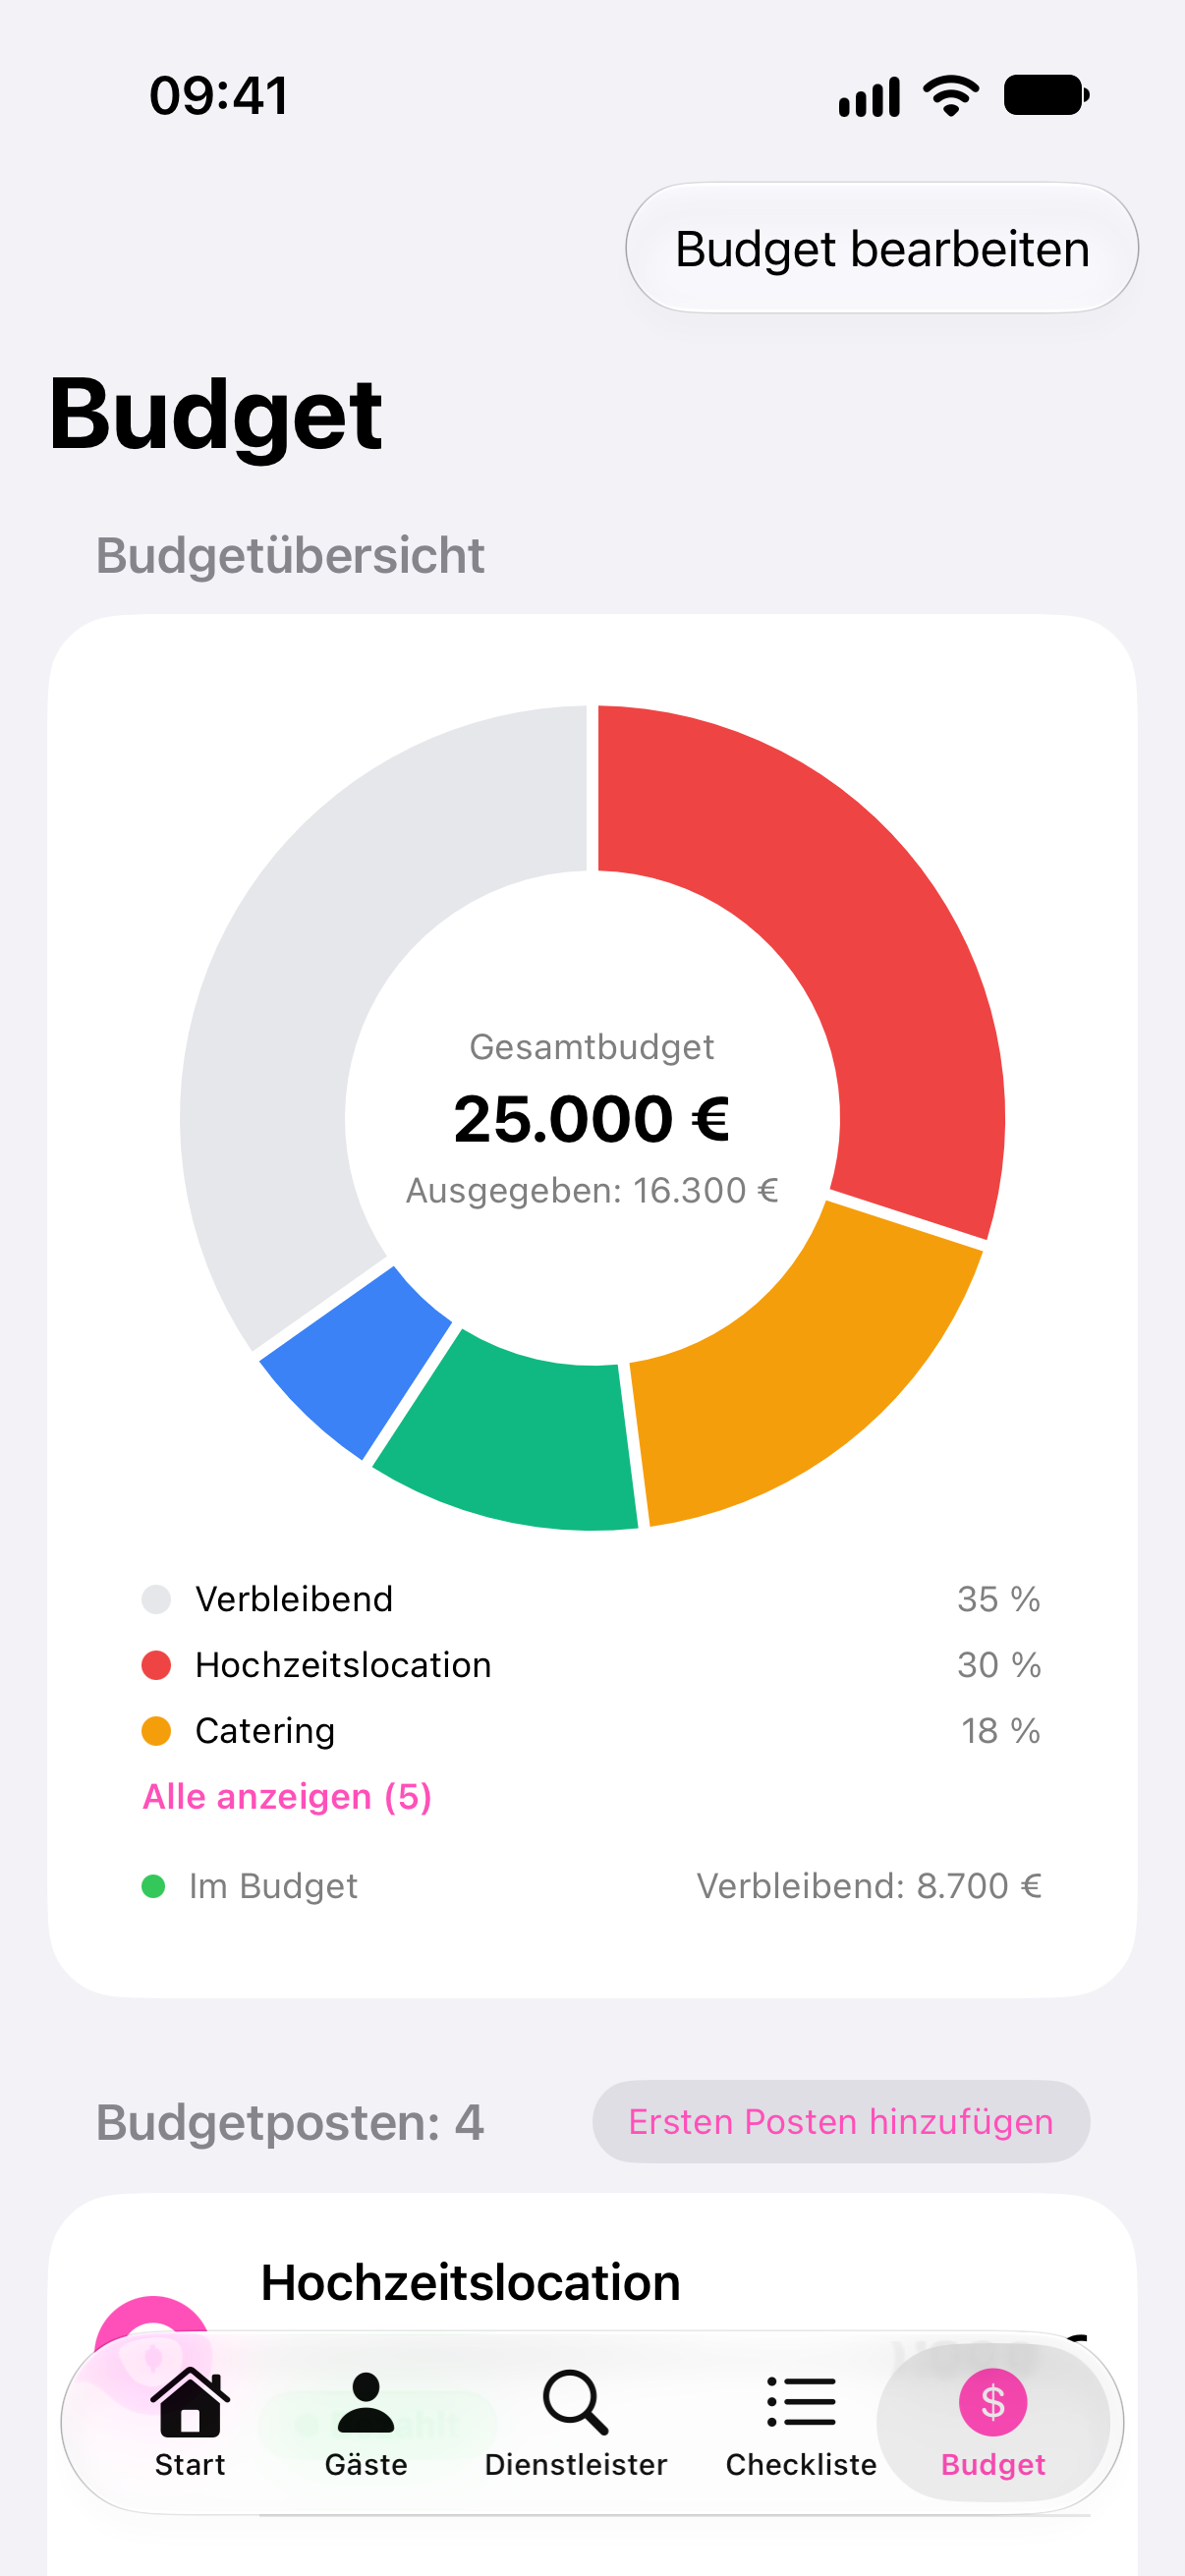 09:41
Budget bearbeiten
Budget
Budgetübersicht
Gesamtbudget
25.000 €
Ausgegeben: 16.300 €
Verbleibend 35 %
Hochzeitslocation 30 %
Catering 18 %
Alle anzeigen (5)
Im Budget Verbleibend: 8.700 €
Budgetposten: 4 Ersten Posten hinzufügen
Hochzeitslocation
Start Gäste Dienstleister Checkliste Budget